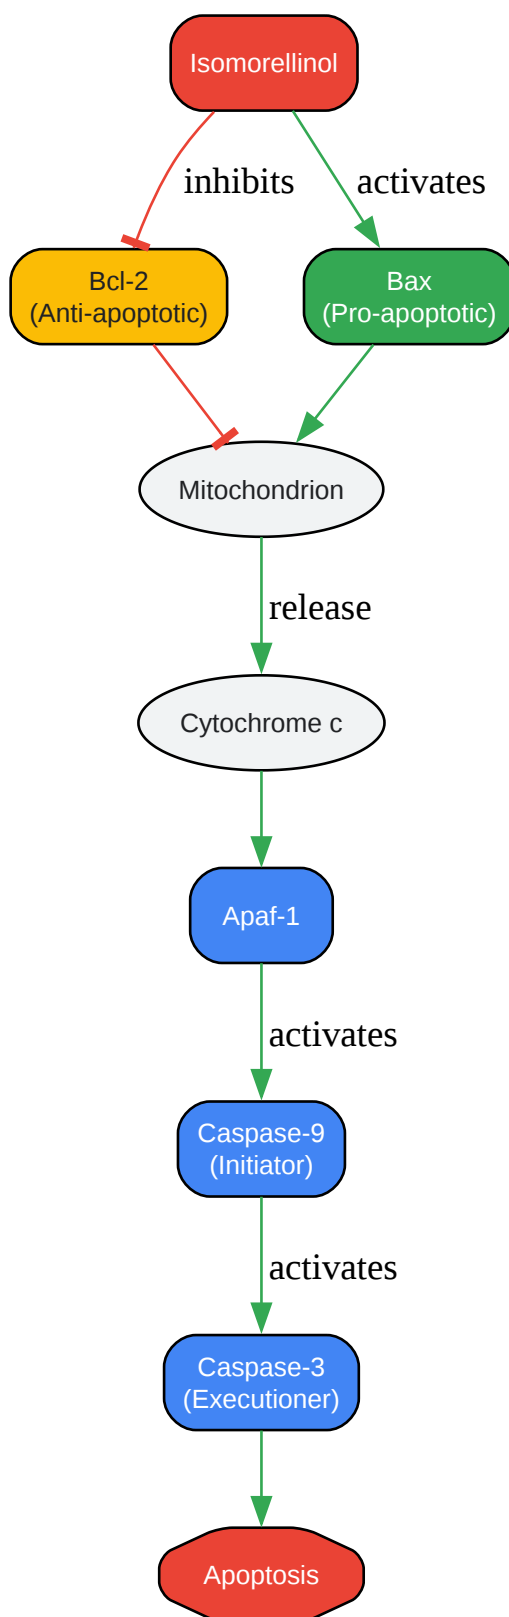 Isomorellinol
inhibits
activates
Bcl-2
(Anti-apoptotic)
Bax
(Pro-apoptotic)
Mitochondrion
release
Cytochrome c
Apaf-1
activates
Caspase-9
(Initiator)
activates
Caspase-3
(Executioner)
Apoptosis